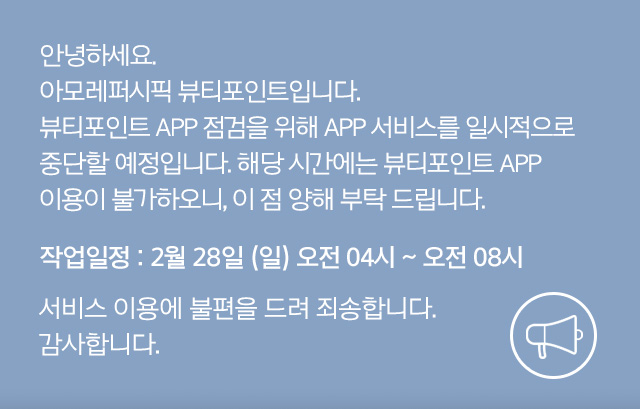 안녕하세요.
아모레퍼시픽 뷰티포인트입니다.
뷰티포인트 APP 점검을 위해 APP 서비스를 일시적으로
중단할 예정입니다. 해당 시간에는 뷰티포인트 APP
이용이 불가하오니, 이 점 양해 부탁 드립니다.
작업일정 : 2월 28일 (일) 오전 04시 ~ 오전 08시
서비스 이용에 불편을 드려 죄송합니다.
감사합니다.